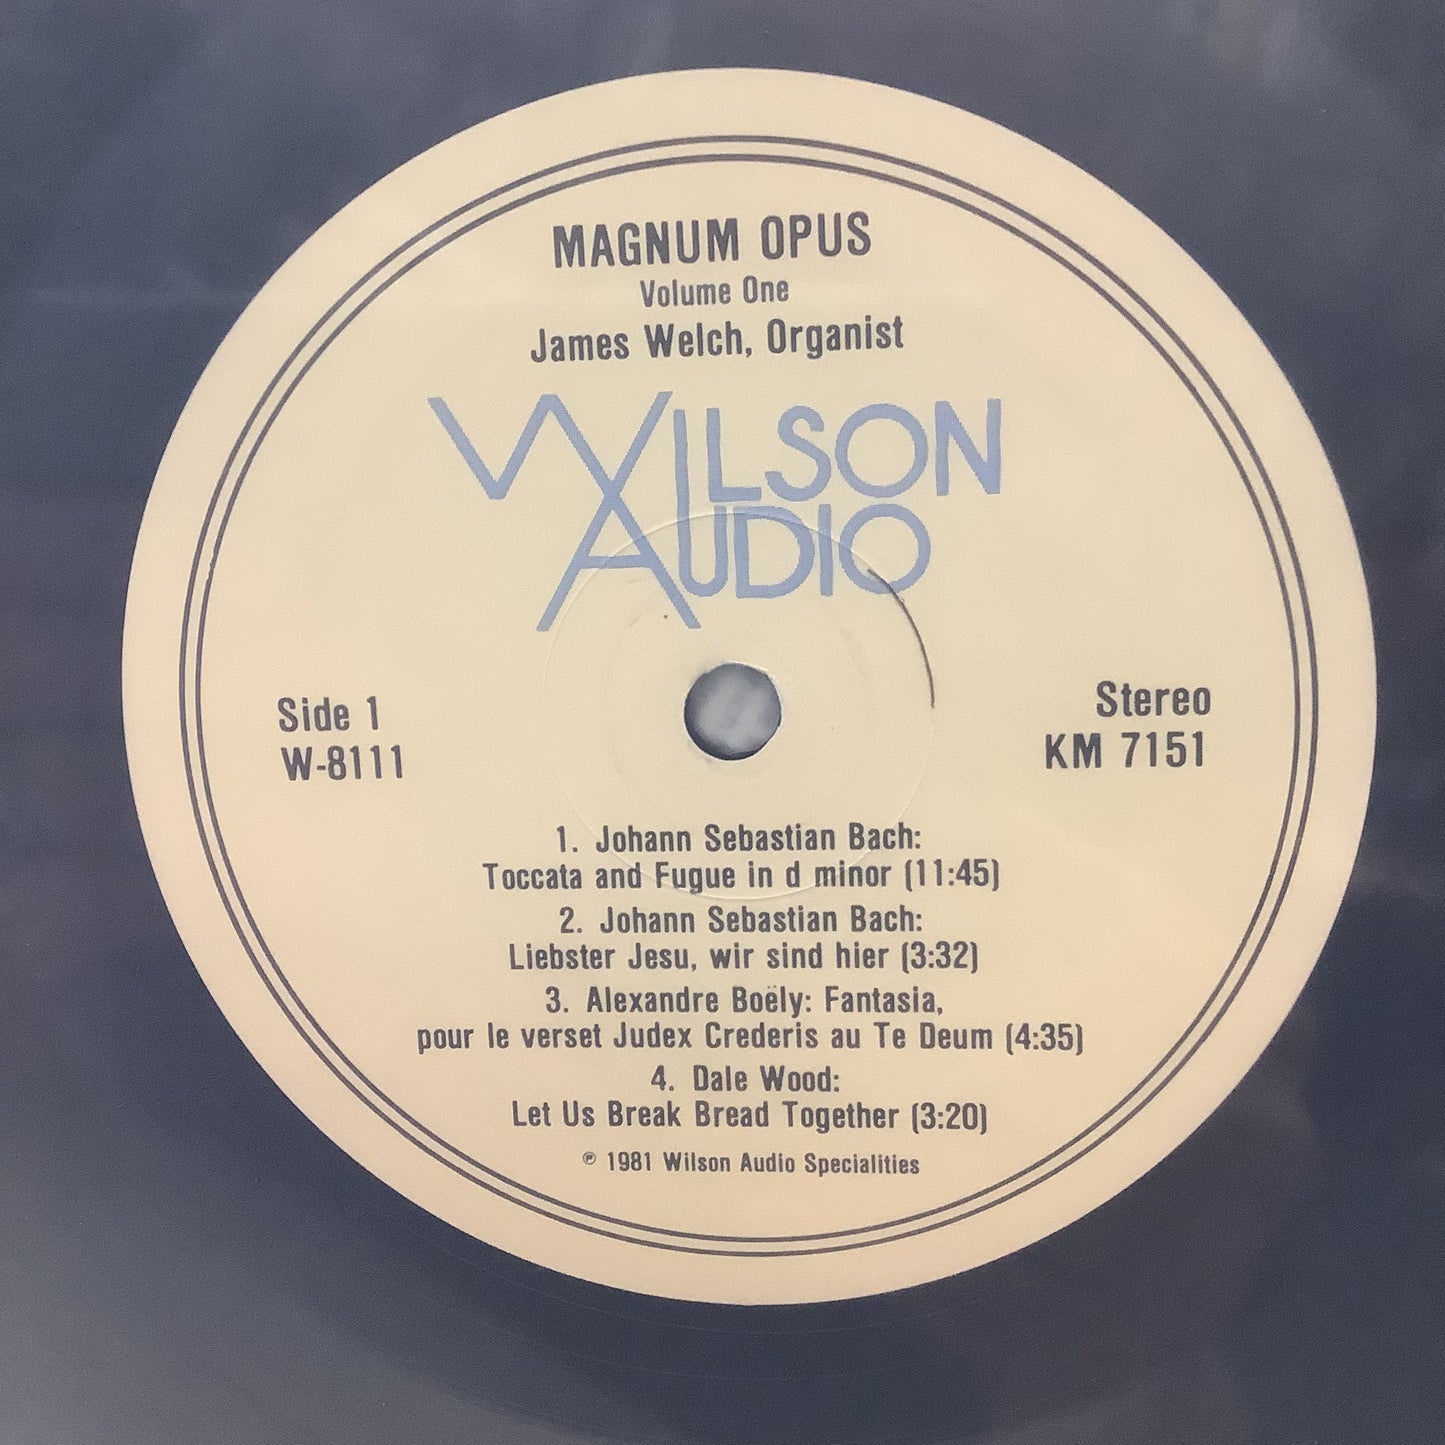 MAGNUM OPUS
Volume One
James Welch, Organist
WILSON
AUDIO
Side 1
W-8111
Stereo
KM 7151
1. Johann Sebastian Bach:
Toccata and Fugue in d minor (11:45)
2. Johann Sebastian Bach:
Liebster Jesu, wir sind hier (3:32)
3. Alexandre Boëly: Fantasia,
pour le verset Judex Crederis au Te Deum (4:35)
4. Dale Wood:
Let Us Break Bread Together (3:20)
℗ 1981 Wilson Audio Specialities